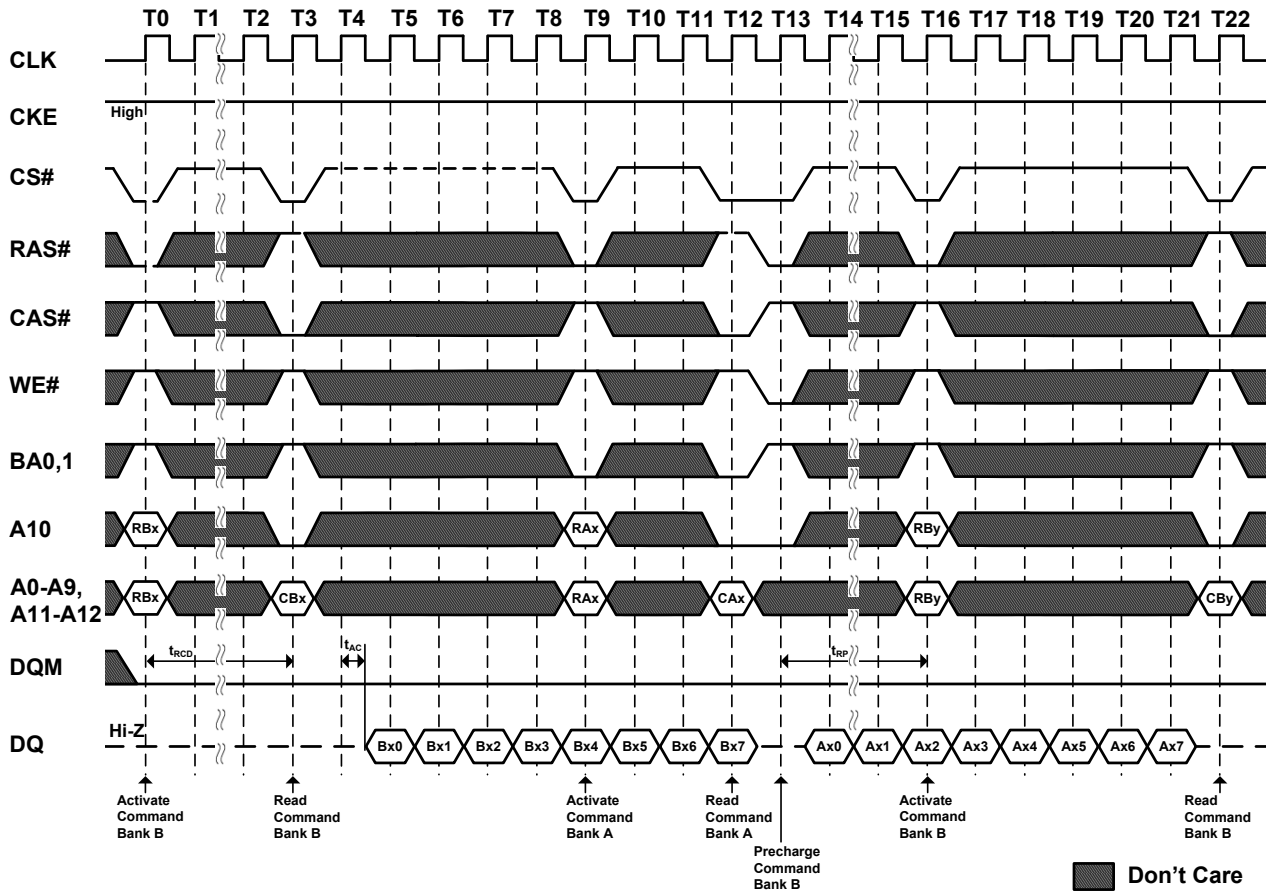 T0 T1 T2 T3 T4 T5 T6 T7 T8 T9 T10 T11 T12 T13 T14 T15 T16 T17 T18 T19 T20 T21 T22
CLK
CKE
High
CS#
RAS#
CAS#
WE#
BA0,1
A10
RBx RAx RBy
A0-A9,
A11-A12
RBx CBx RAx CAx RBy CBy
DQM
tRCD tAC tRP
DQ
Hi-Z
Bx0 Bx1 Bx2 Bx3 Bx4 Bx5 Bx6 Bx7 Ax0 Ax1 Ax2 Ax3 Ax4 Ax5 Ax6 Ax7
Activate
Command
Bank B
Read
Command
Bank B
Activate
Command
Bank A
Read
Command
Bank A
Precharge
Command
Bank B
Activate
Command
Bank B
Read
Command
Bank B
Don't Care